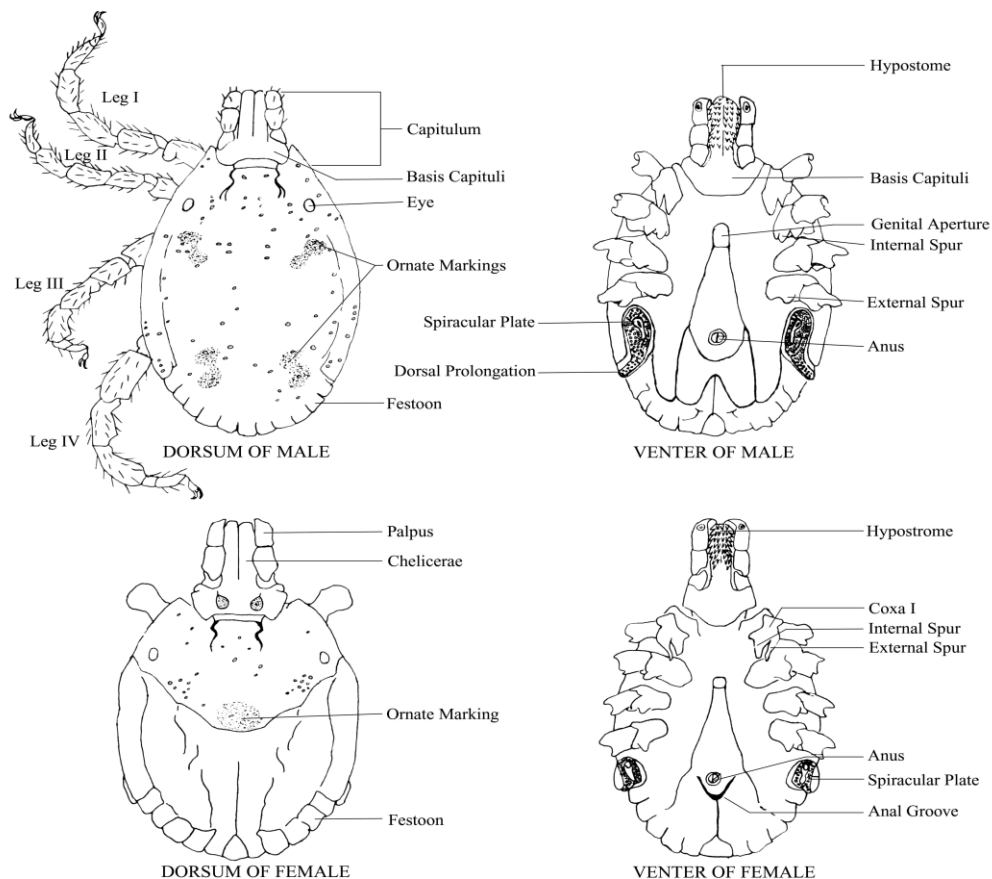 Leg I
Leg II
Leg III
Leg IV
Capitulum
Basis Capituli
Eye
Ornate Markings
Festoon
DORSUM OF MALE
Hypostome
Basis Capituli
Genital Aperture
Internal Spur
External Spur
Spiracular Plate
Anus
Dorsal Prolongation
VENTER OF MALE
Palpus
Chelicerae
Ornate Marking
Festoon
DORSUM OF FEMALE
Hypostrome
Coxa I
Internal Spur
External Spur
Anus
Spiracular Plate
Anal Groove
VENTER OF FEMALE